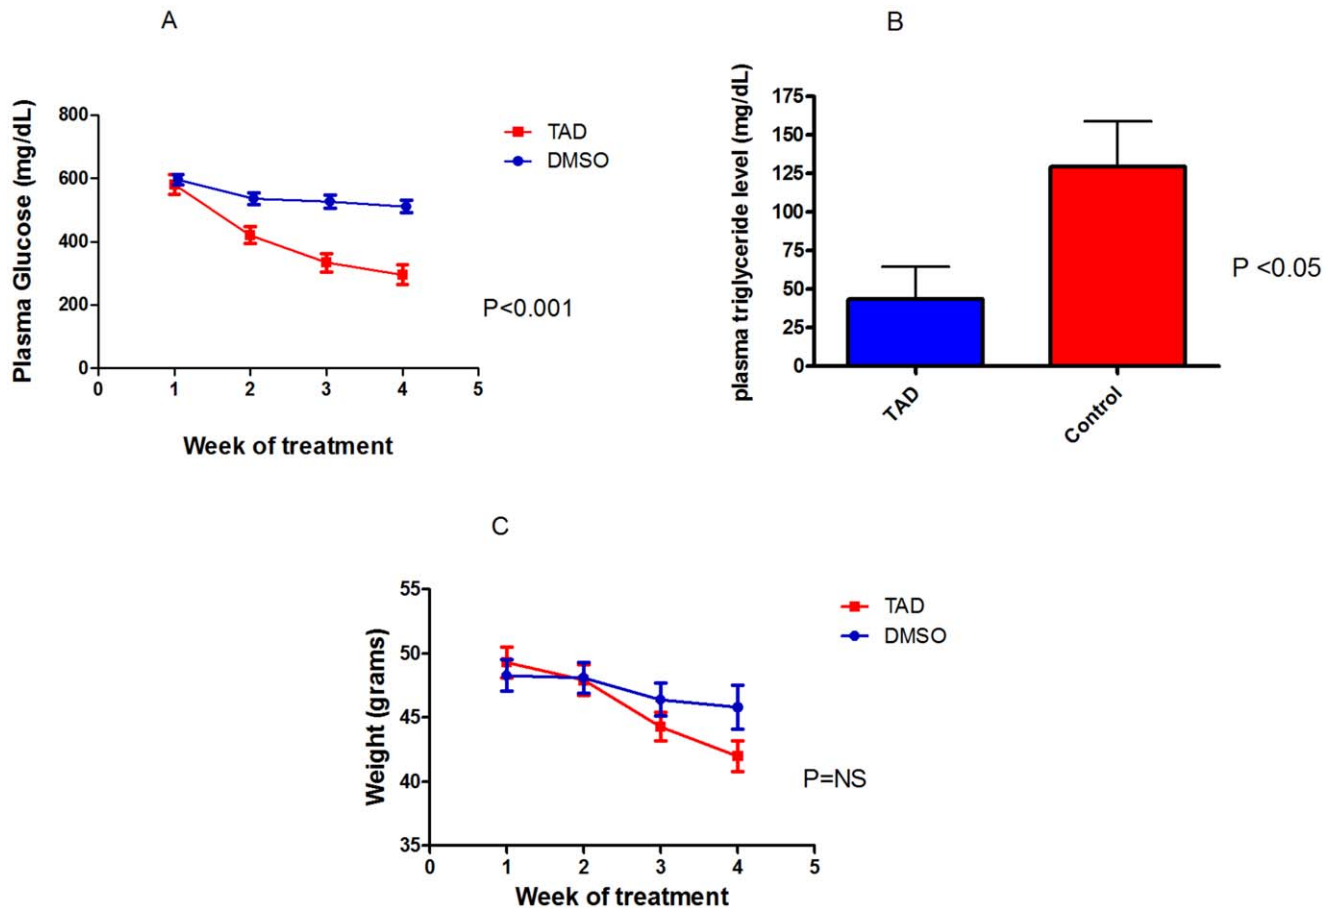 A
Plasma Glucose (mg/dL)
800
600
400
200
0
0 1 2 3 4 5
Week of treatment
TAD
DMSO
P<0.001
B
plasma triglyceride level (mg/dL)
175
150
125
100
75
50
25
0
TAD
Control
P <0.05
C
Weight (grams)
55
50
45
40
35
0 1 2 3 4 5
Week of treatment
TAD
DMSO
P=NS